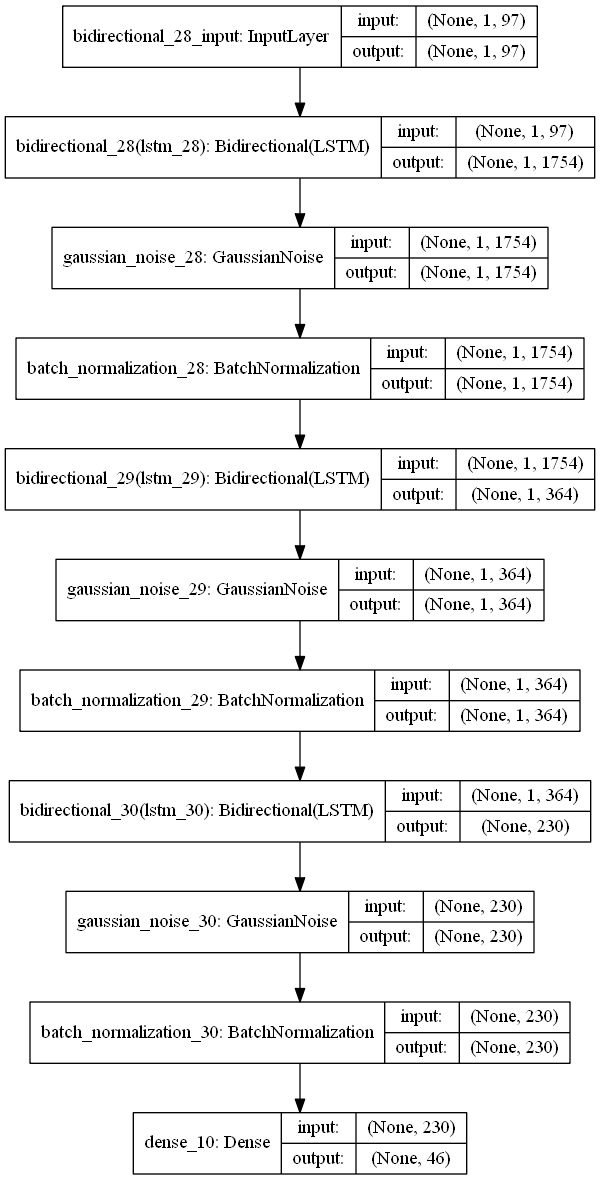 bidirectional_28_input: InputLayer
input: (None, 1, 97)
output: (None, 1, 97)
bidirectional_28(lstm_28): Bidirectional(LSTM)
input: (None, 1, 97)
output: (None, 1, 1754)
gaussian_noise_28: GaussianNoise
input: (None, 1, 1754)
output: (None, 1, 1754)
batch_normalization_28: BatchNormalization
input: (None, 1, 1754)
output: (None, 1, 1754)
bidirectional_29(lstm_29): Bidirectional(LSTM)
input: (None, 1, 1754)
output: (None, 1, 364)
gaussian_noise_29: GaussianNoise
input: (None, 1, 364)
output: (None, 1, 364)
batch_normalization_29: BatchNormalization
input: (None, 1, 364)
output: (None, 1, 364)
bidirectional_30(lstm_30): Bidirectional(LSTM)
input: (None, 1, 364)
output: (None, 230)
gaussian_noise_30: GaussianNoise
input: (None, 230)
output: (None, 230)
batch_normalization_30: BatchNormalization
input: (None, 230)
output: (None, 230)
dense_10: Dense
input: (None, 230)
output: (None, 46)